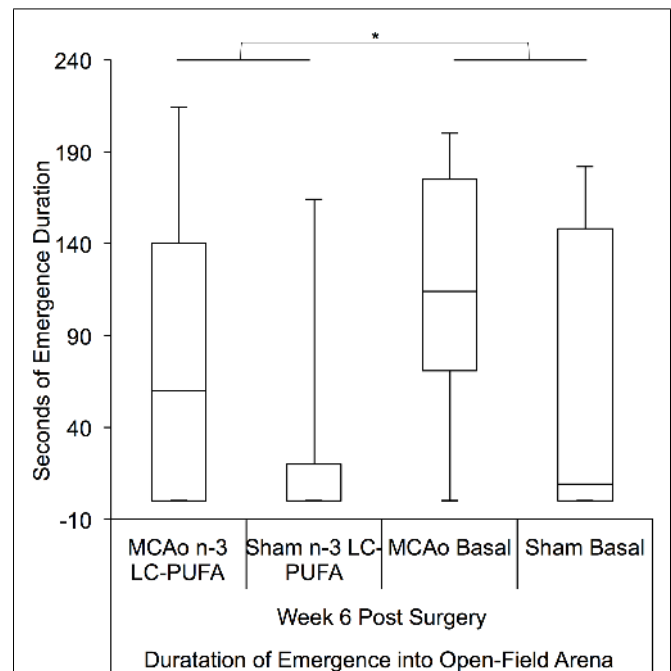 *
240
190
140
90
40
-10
Seconds of Emergence Duration
MCAo n-3
LC-PUFA
Sham n-3 LC-
PUFA
MCAo Basal
Sham Basal
Week 6 Post Surgery
Duratation of Emergence into Open-Field Arena